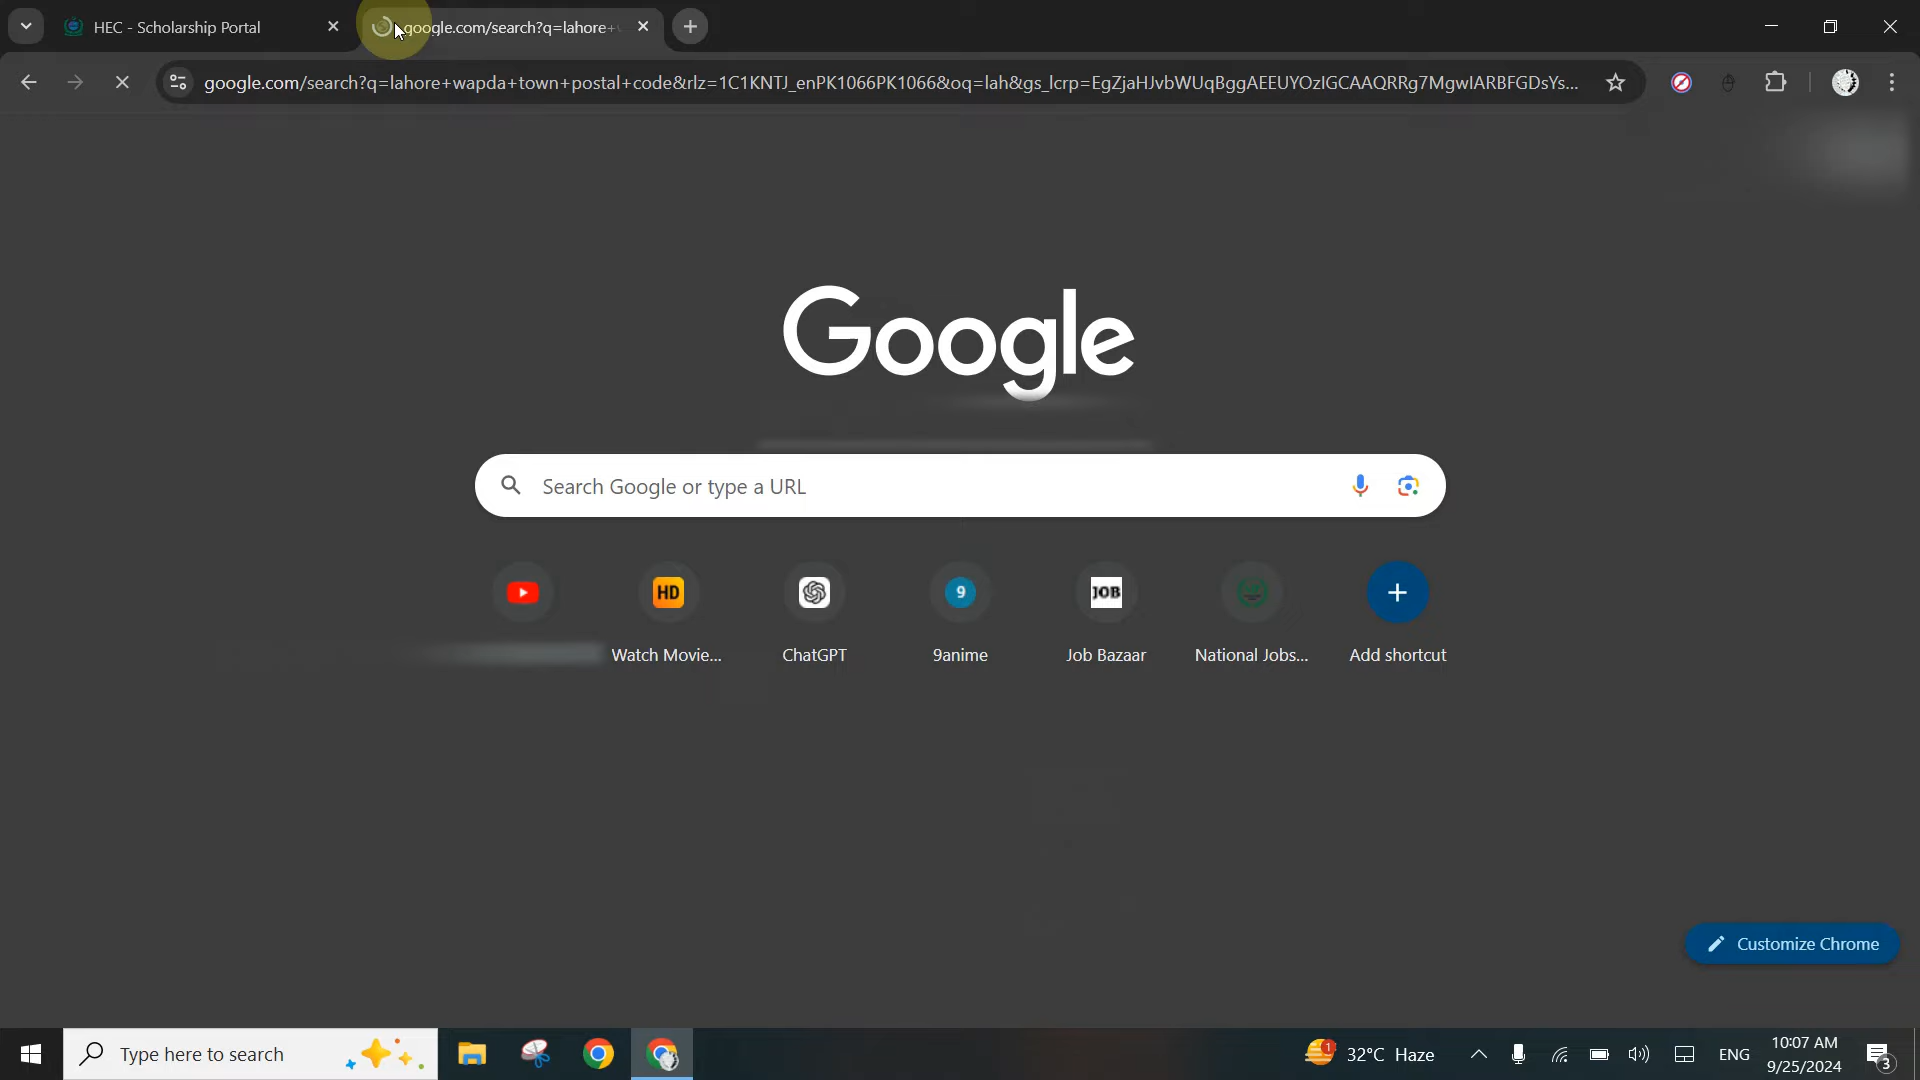 HEC - Scholarship Portal
google.com/search?q=lahore+
google.com/search?q=lahore+wapda+town+postal+code&rlz=1C1KNTJ_enPK1066PK1066&oq=lah&gs_lcrp=EgZjaHJvbWUqBggAEEUYOzIGCAAQRRg7MgwIARBFGDsYs...
Google
Search Google or type a URL
HD
9
JOB
Watch Movie...
ChatGPT
9anime
Job Bazaar
National Jobs...
Add shortcut
Customize Chrome
Type here to search
1
32°C Haze
ENG
10:07 AM
9/25/2024
3